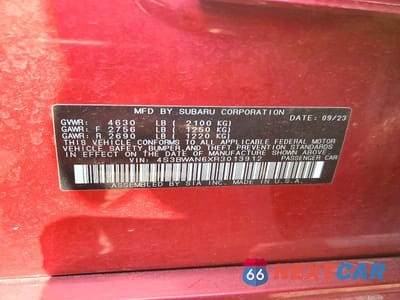 MFD. BY SUBARU CORPORATION DATE: 09/23
GVWR: 4630 LB ( 2100 KG)
GAWR: F 2756 LB ( 1250 KG)
GAWR: R 2690 LB ( 1220 KG)
THIS VEHICLE CONFORMS TO ALL APPLICABLE FEDERAL MOTOR
VEHICLE SAFETY, BUMPER, AND THEFT PREVENTION STANDARDS
IN EFFECT ON THE DATE OF MANUFACTURE SHOWN ABOVE.
VIN: 4S3BWAN6XR3013912 PASSENGER CAR
ASSEMBLED BY SIA INC. MADE IN U.S.A.
66 NEXTCAR